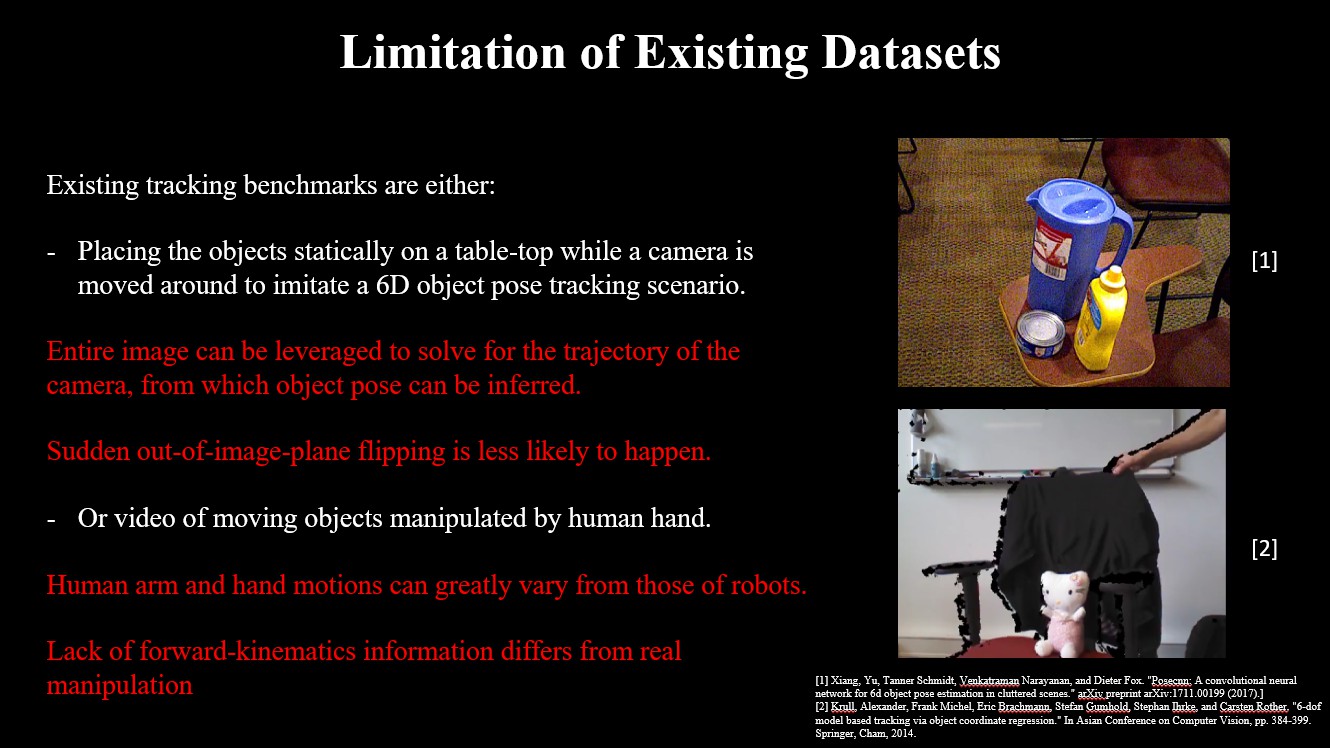 Limitation of Existing Datasets
Existing tracking benchmarks are either:
- Placing the objects statically on a table-top while a camera is
moved around to imitate a 6D object pose tracking scenario.
Entire image can be leveraged to solve for the trajectory of the
camera, from which object pose can be inferred.
Sudden out-of-image-plane flipping is less likely to happen.
- Or video of moving objects manipulated by human hand.
Human arm and hand motions can greatly vary from those of robots.
Lack of forward-kinematics information differs from real
manipulation
[1]
[2]
[1] Xiang, Yu, Tanner Schmidt, Venkatraman Narayanan, and Dieter Fox. "Posecnn: A convolutional neural
network for 6d object pose estimation in cluttered scenes." arXiv preprint arXiv:1711.00199 (2017).]
[2] Krull, Alexander, Frank Michel, Eric Brachmann, Stefan Gumhold, Stephan Ihrke, and Carsten Rother. "6-dof
model based tracking via object coordinate regression." In Asian Conference on Computer Vision, pp. 384-399.
Springer, Cham, 2014.